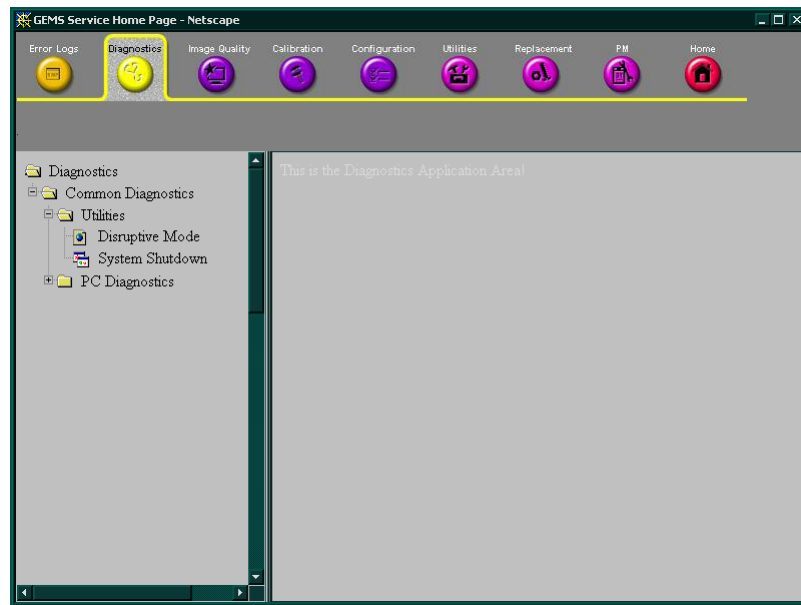 GEMS Service Home Page - Netscape
Error Logs Diagnostics Image Quality Calibration Configuration Utilities Replacement PM Home
Diagnostics
Common Diagnostics
Utilities
Disruptive Mode
System Shutdown
PC Diagnostics
This is the Diagnostics Application Area!